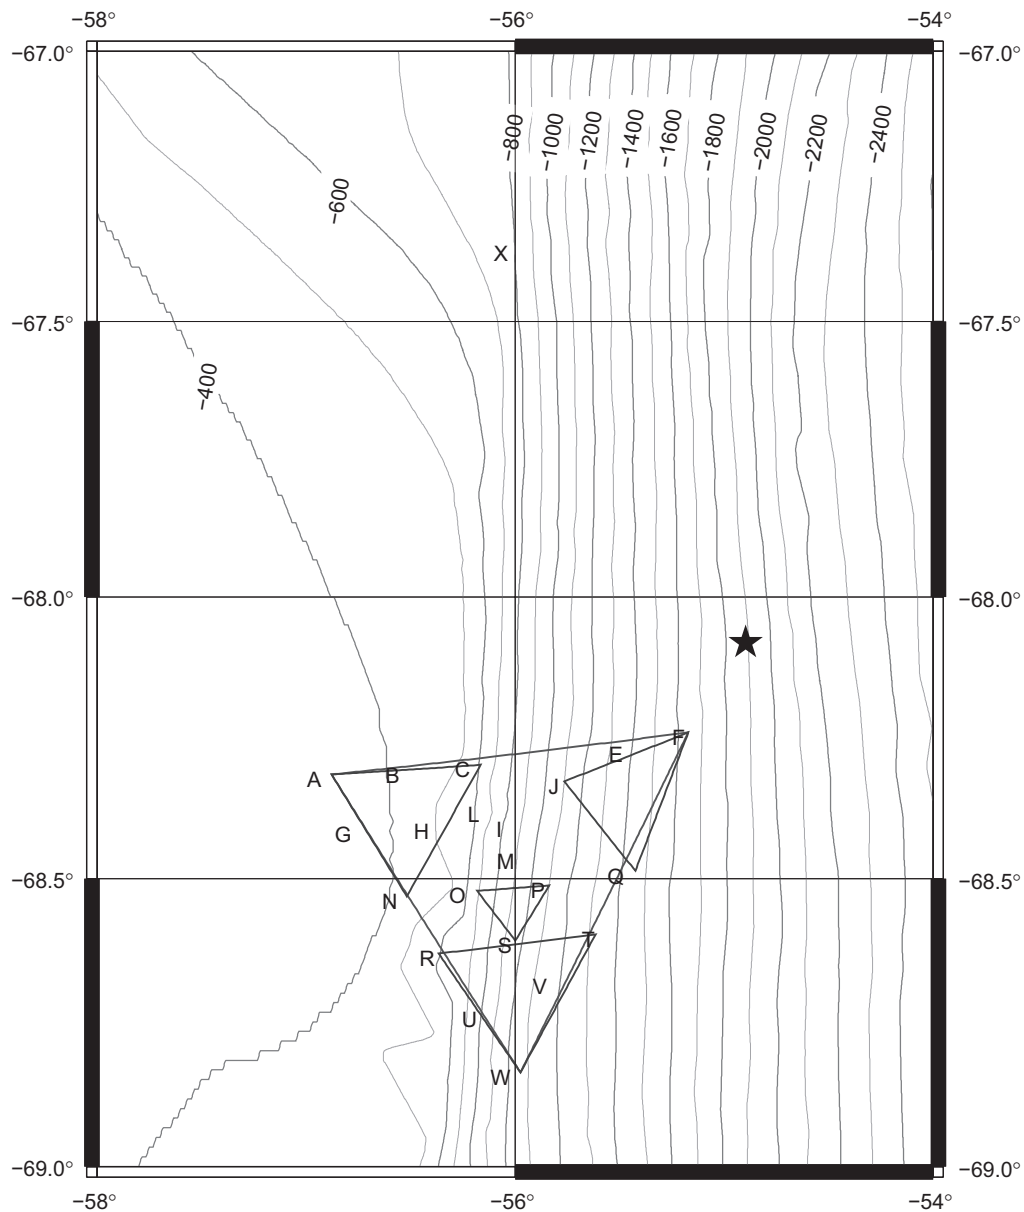 −58° −56° −54°
−67.0° −67.0°
−800 −1000 −1200 −1400 −1600 −1800 −2000 −2200 −2400
−600
X
−67.5° −67.5°
−400
−68.0° −68.0°
F
E
A B C J
L
G H I
M
−68.5° Q −68.5°
N O P
S T
R
V
U
W
−69.0° −69.0°
−58° −56° −54°